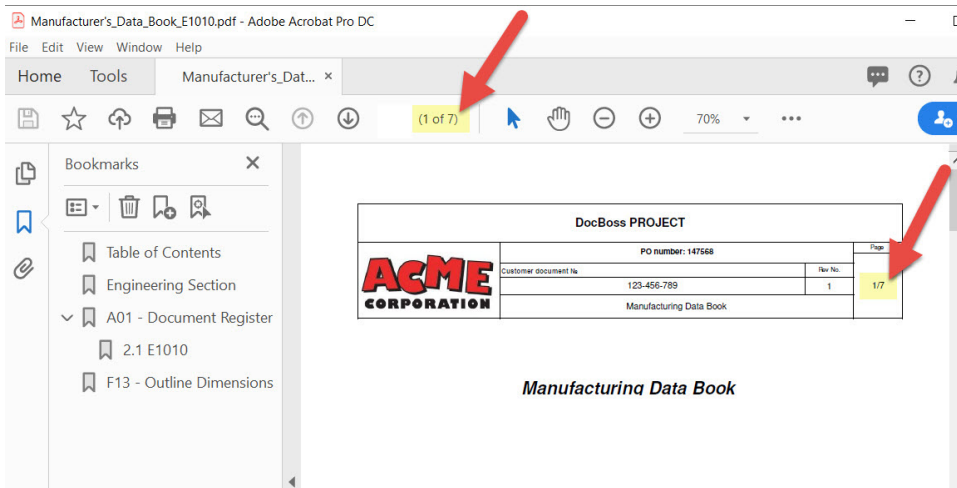 Manufacturer's_Data_Book_E1010.pdf - Adobe Acrobat Pro DC
File Edit View Window Help
Home Tools Manufacturer's_Dat... ×
(1 of 7) 70%
Bookmarks
Table of Contents
Engineering Section
A01 - Document Register
2.1 E1010
F13 - Outline Dimensions
DocBoss PROJECT
ACME
CORPORATION
PO number: 147568
Page
Customer document №
Rev No.
123-456-789
1
1/7
Manufacturing Data Book
Manufacturing Data Book